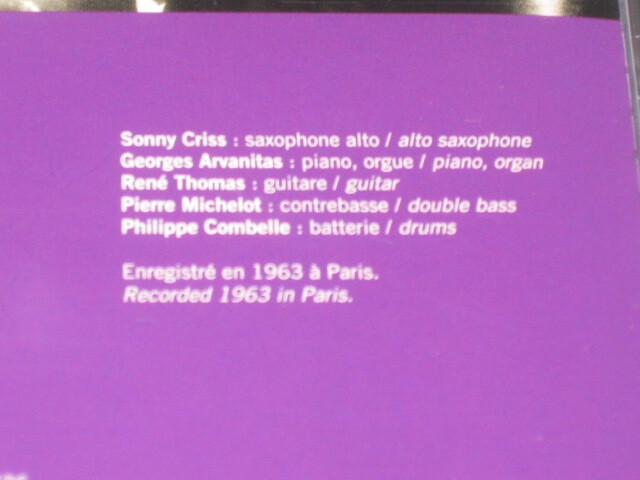 Sonny Criss : saxophone alto / alto saxophone
Georges Arvanitas : piano, orgue / piano, organ
René Thomas : guitare / guitar
Pierre Michelot : contrebasse / double bass
Philippe Combelle : batterie / drums
Enregistré en 1963 à Paris.
Recorded 1963 in Paris.